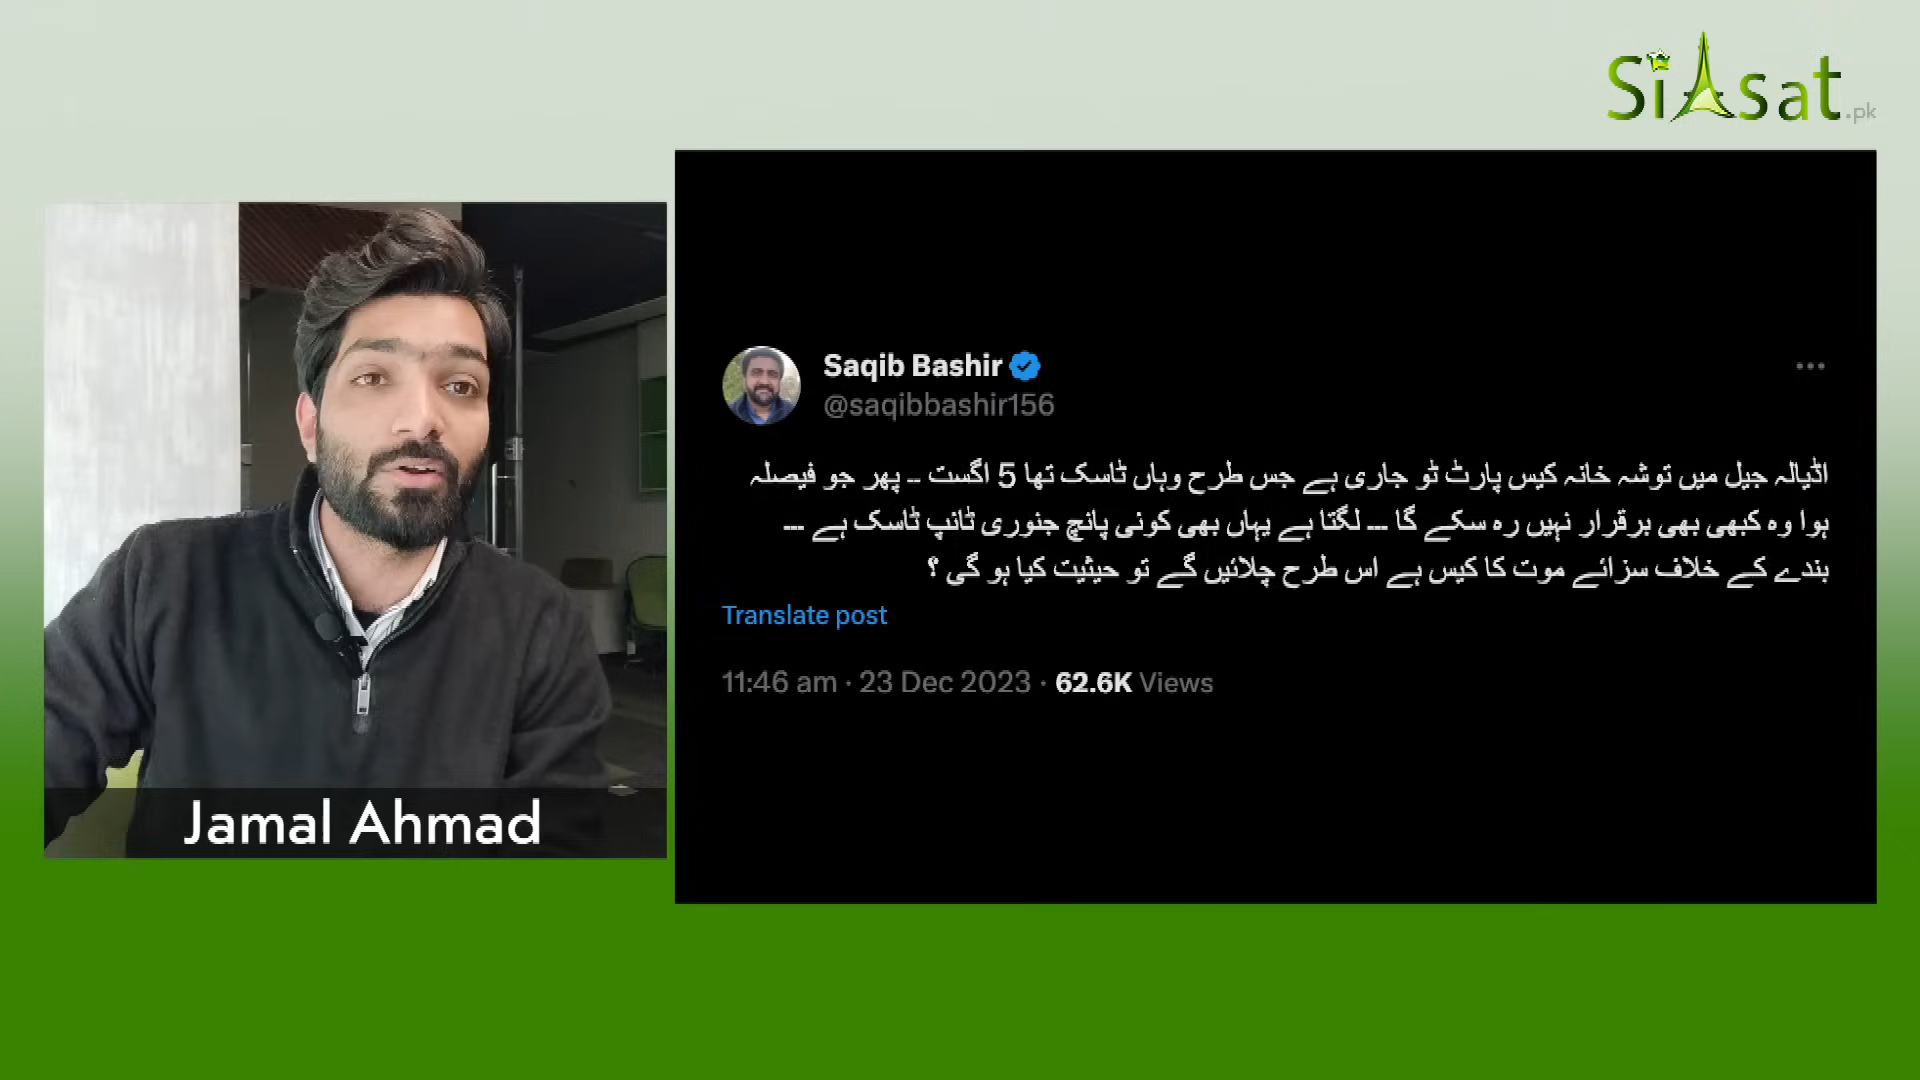 SiAsat.pk
Saqib Bashir
@saqibbashir156
اڈیالہ جیل میں توشہ خانہ کیس پارٹ ٹو جاری ہے جس طرح وہاں ٹاسک تھا 5 اگست -- پھر جو فیصلہ
ہوا وہ کبھی بھی برقرار نہیں رہ سکے گا --- لگتا ہے یہاں بھی کوئی پانچ جنوری ٹائپ ٹاسک ہے ---
بندے کے خلاف سزائے موت کا کیس ہے اس طرح چلائیں گے تو حیثیت کیا ہو گی ؟
Translate post
11:46 am · 23 Dec 2023 · 62.6K Views
Jamal Ahmad